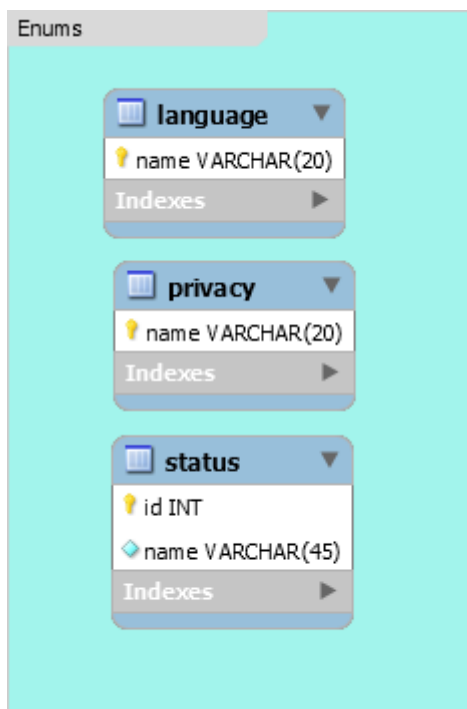 Enums
language
name VARCHAR(20)
Indexes
privacy
name VARCHAR(20)
Indexes
status
id INT
name VARCHAR(45)
Indexes